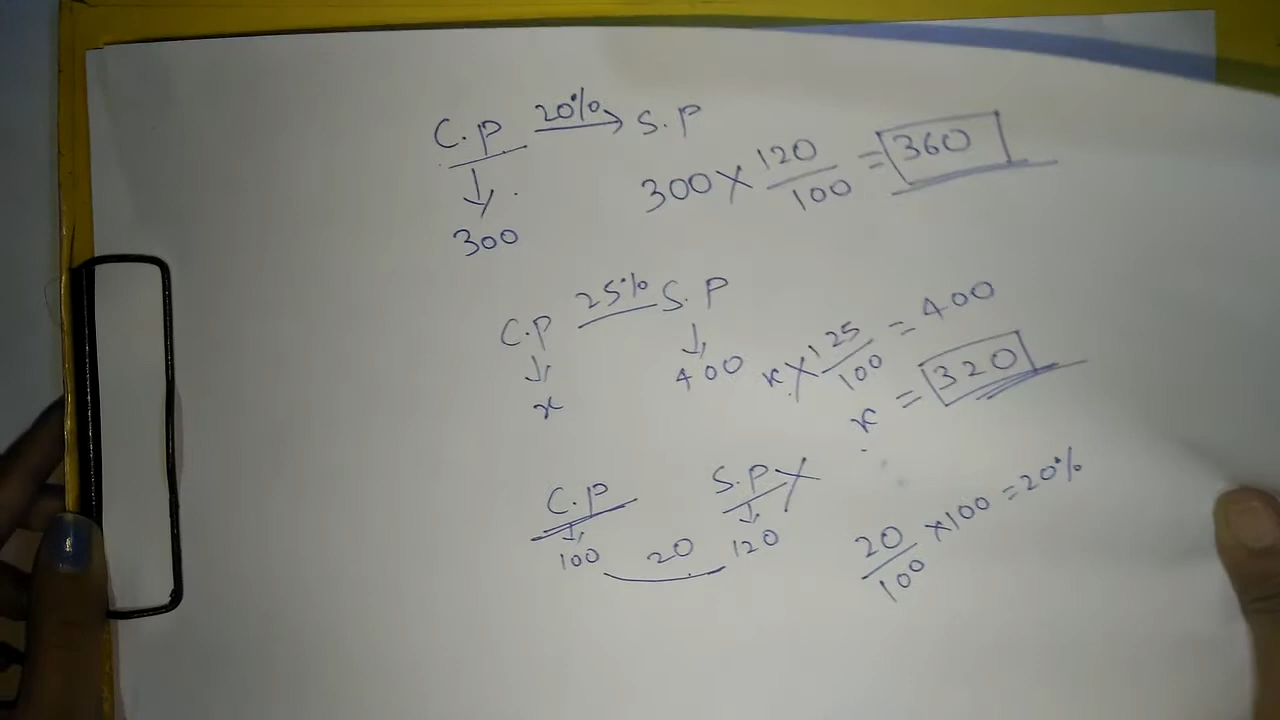 C.P 20% → S.P
300 × 120/100 = 360
↓
300
C.P 25% S.P
↓ ↓
x 400
x × 125/100 = 400
x = 320
C.P S.P ×
↓ ↓
100 20 120
20/100 × 100 = 20%